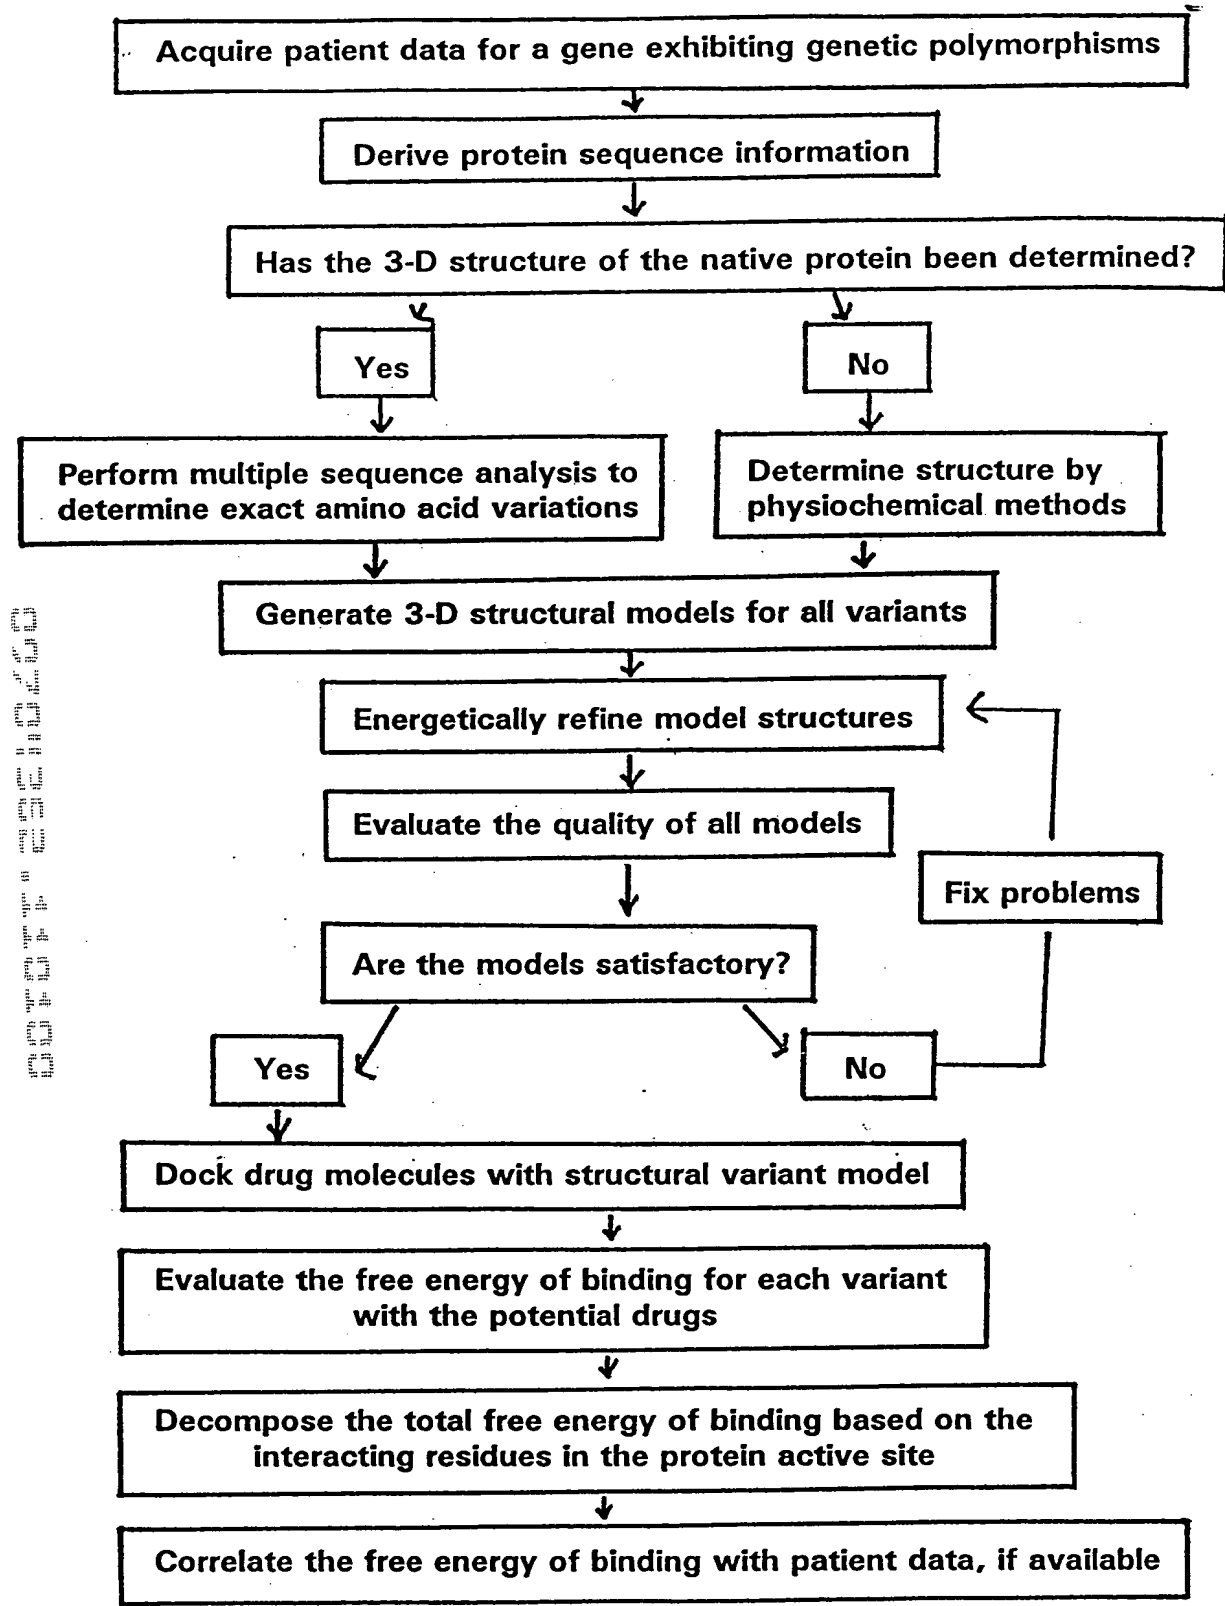 Acquire patient data for a gene exhibiting genetic polymorphisms
Derive protein sequence information
Has the 3-D structure of the native protein been determined?
Yes
No
Perform multiple sequence analysis to
determine exact amino acid variations
Determine structure by
physiochemical methods
Generate 3-D structural models for all variants
Energetically refine model structures
Evaluate the quality of all models
Fix problems
Are the models satisfactory?
Yes
No
Dock drug molecules with structural variant model
Evaluate the free energy of binding for each variant
with the potential drugs
Decompose the total free energy of binding based on the
interacting residues in the protein active site
Correlate the free energy of binding with patient data, if available